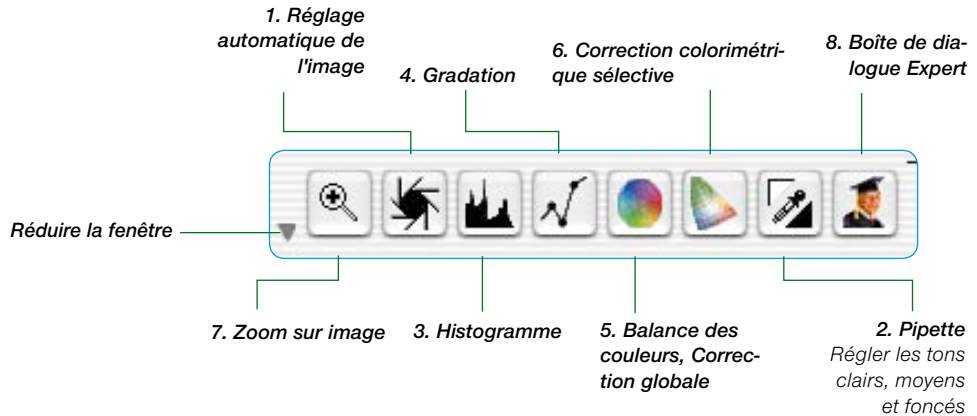 1. Réglage
automatique de
l'image
4. Gradation
6. Correction colorimétri-
que sélective
8. Boîte de dia-
logue Expert
Réduire la fenêtre
7. Zoom sur image
3. Histogramme
5. Balance des
couleurs, Correc-
tion globale
2. Pipette
Régler les tons
clairs, moyens
et foncés